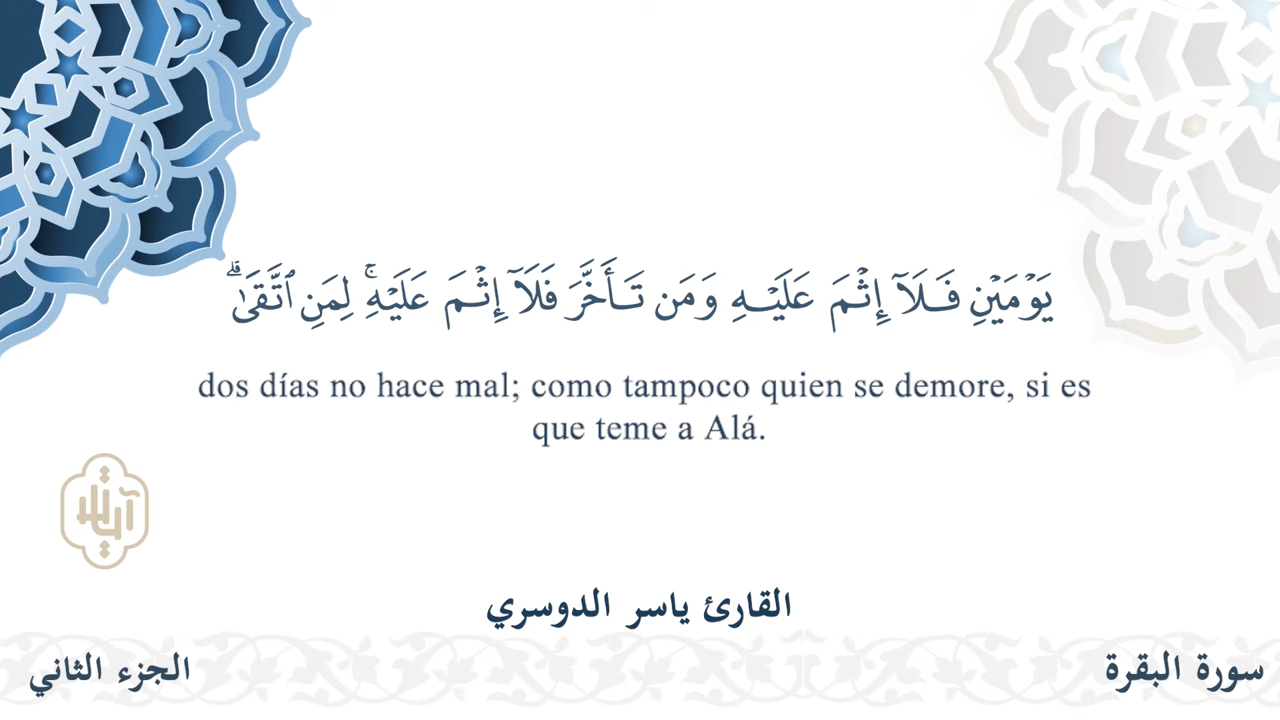 يَوۡمَيۡنِ فَلَآ إِثۡمَ عَلَيۡهِ وَمَن تَأَخَّرَ فَلَآ إِثۡمَ عَلَيۡهِۚ لِمَنِ ٱتَّقَىٰۗ
dos días no hace mal; como tampoco quien se demore, si es
que teme a Alá.
القارئ ياسر الدوسري
سورة البقرة
الجزء الثاني